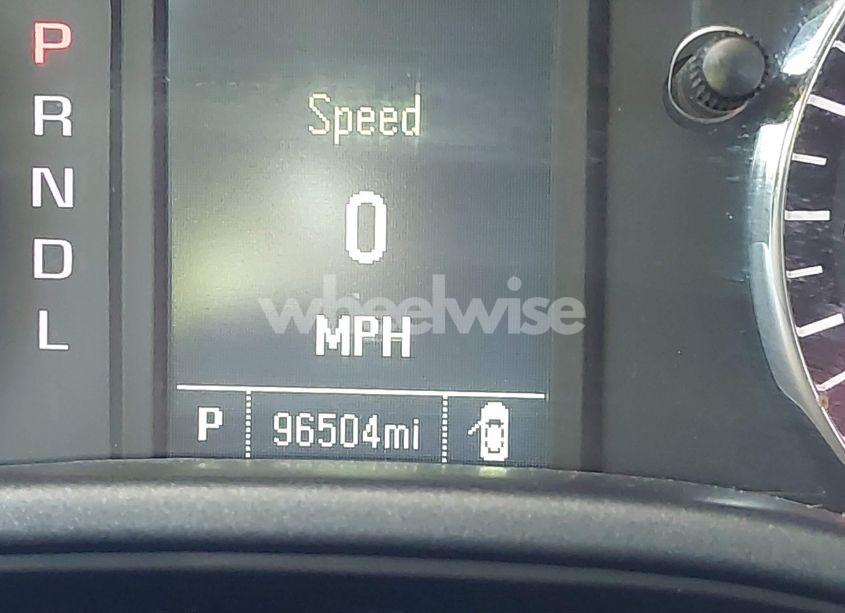 P
R
N
D
L
Speed
0
MPH
P 96504mi
wheelwise